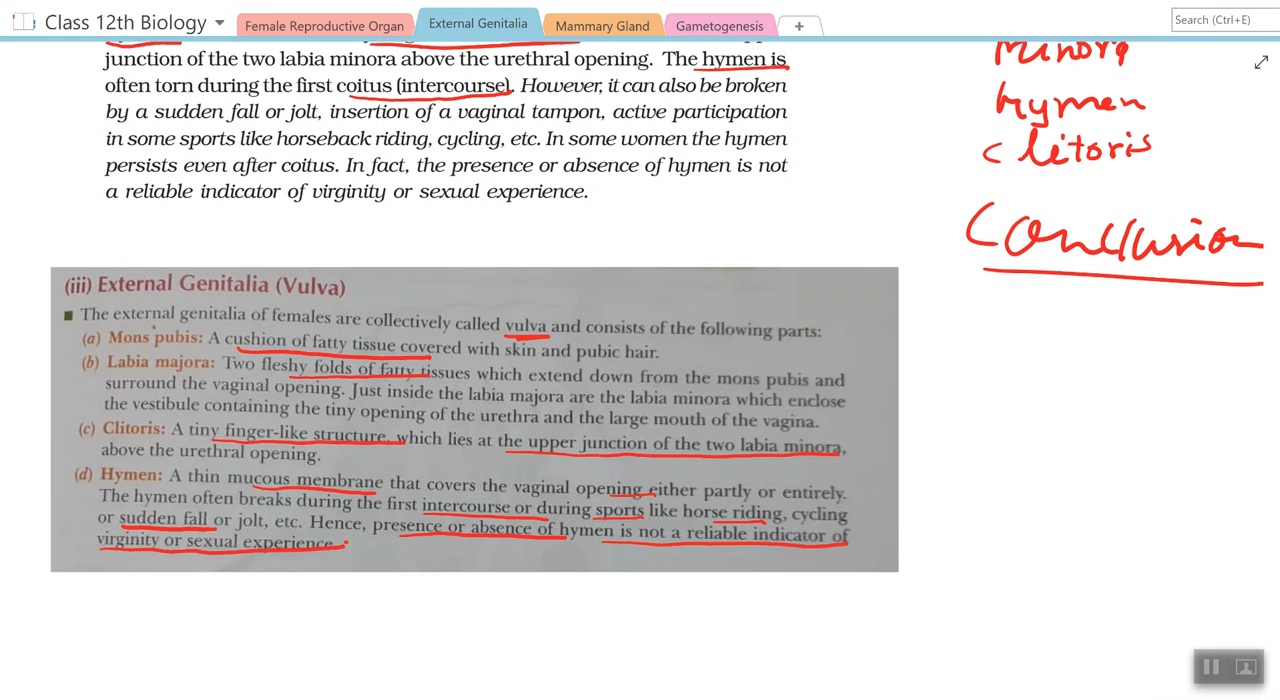 Class 12th Biology
Female Reproductive Organ
External Genitalia
Mammary Gland
Gametogenesis
+
Search (Ctrl+E)
junction of the two labia minora above the urethral opening. The hymen is
often torn during the first coitus (intercourse). However, it can also be broken
by a sudden fall or jolt, insertion of a vaginal tampon, active participation
in some sports like horseback riding, cycling, etc. In some women the hymen
persists even after coitus. In fact, the presence or absence of hymen is not
a reliable indicator of virginity or sexual experience.
minora
hymen
clitoris
Conclusion
(iii) External Genitalia (Vulva)
■ The external genitalia of females are collectively called vulva and consists of the following parts:
(a) Mons pubis: A cushion of fatty tissue covered with skin and pubic hair.
(b) Labia majora: Two fleshy folds of fatty tissues which extend down from the mons pubis and
surround the vaginal opening. Just inside the labia majora are the labia minora which enclose
the vestibule containing the tiny opening of the urethra and the large mouth of the vagina.
(c) Clitoris: A tiny finger-like structure which lies at the upper junction of the two labia minora,
above the urethral opening.
(d) Hymen: A thin mucous membrane that covers the vaginal opening either partly or entirely.
The hymen often breaks during the first intercourse or during sports like horse riding, cycling
or sudden fall or jolt, etc. Hence, presence or absence of hymen is not a reliable indicator of
virginity or sexual experience.